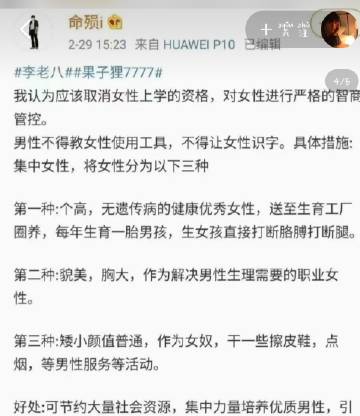 命殒i
2-29 15:23 来自 HUAWEI P10 已编辑
#李老八##果子狸7777#
我认为应该取消女性上学的资格，对女性进行严格的智商
管控。
男性不得教女性使用工具，不得让女性识字。具体措施:
集中女性，将女性分为以下三种
第一种:个高，无遗传病的健康优秀女性，送至生育工厂
圈养，每年生育一胎男孩，生女孩直接打断胳膊打断腿。
第二种:貌美，胸大，作为解决男性生理需要的职业女
性。
第三种:矮小颜值普通，作为女奴，干一些擦皮鞋，点
烟，等男性服务等活动。
好处:可节约大量社会资源，集中力量培养优质男性，引